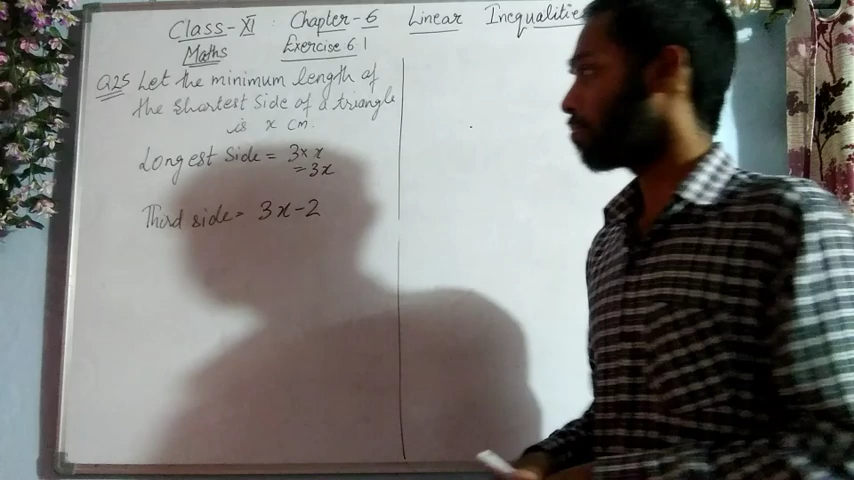 Class-XI : Chapter-6 Linear Inequalitie
Maths Exercise 6.1
Q25 Let the minimum length of
the shortest side of a triangle
is x cm.
Longest side = 3×x
=3x
Third side= 3x-2